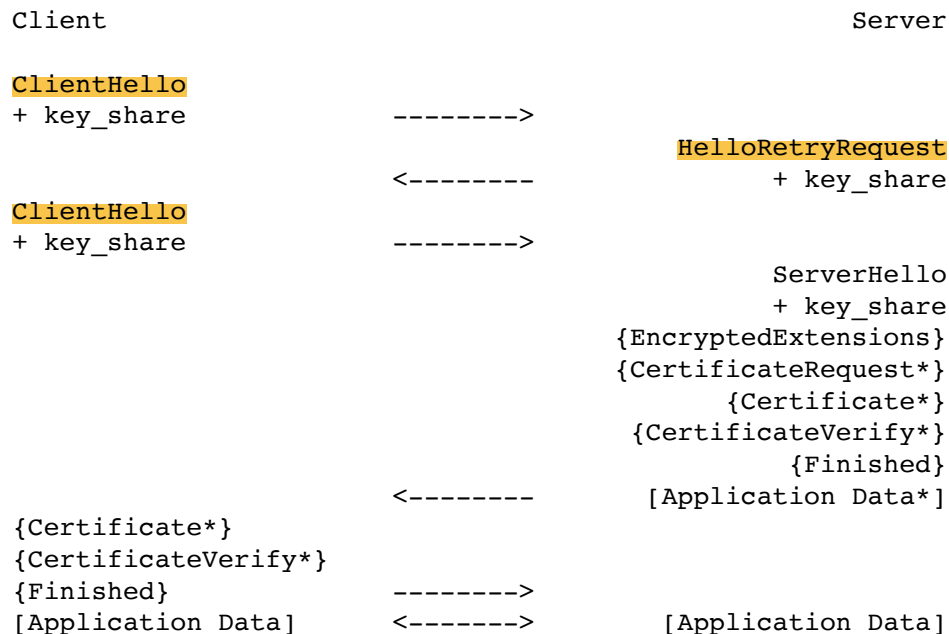 Client Server
ClientHello
+ key_share -------->
HelloRetryRequest
<-------- + key_share
ClientHello
+ key_share -------->
ServerHello
+ key_share
{EncryptedExtensions}
{CertificateRequest*}
{Certificate*}
{CertificateVerify*}
{Finished}
<-------- [Application Data*]
{Certificate*}
{CertificateVerify*}
{Finished} -------->
[Application Data] <-------> [Application Data]